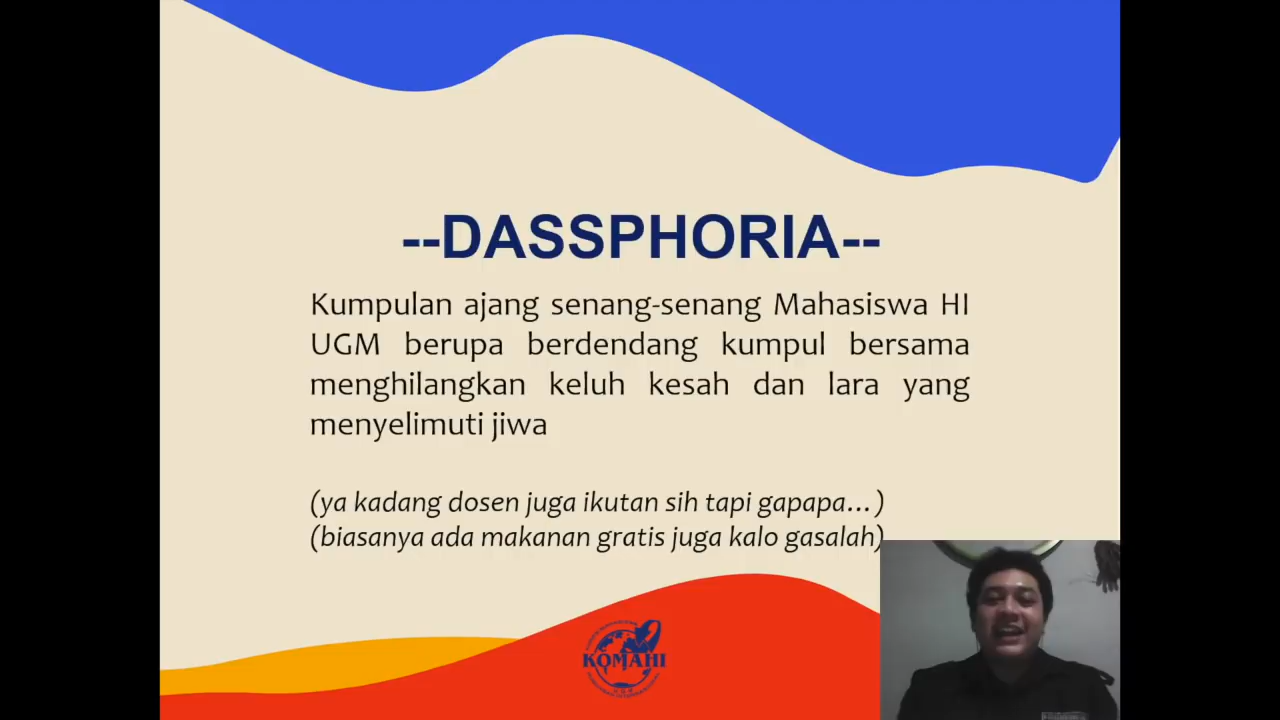 --DASSPHORIA--
Kumpulan ajang senang-senang Mahasiswa HI
UGM berupa berdendang kumpul bersama
menghilangkan keluh kesah dan lara yang
menyelimuti jiwa
(ya kadang dosen juga ikutan sih tapi gapapa...)
(biasanya ada makanan gratis juga kalo gasalah)
KOMAHI